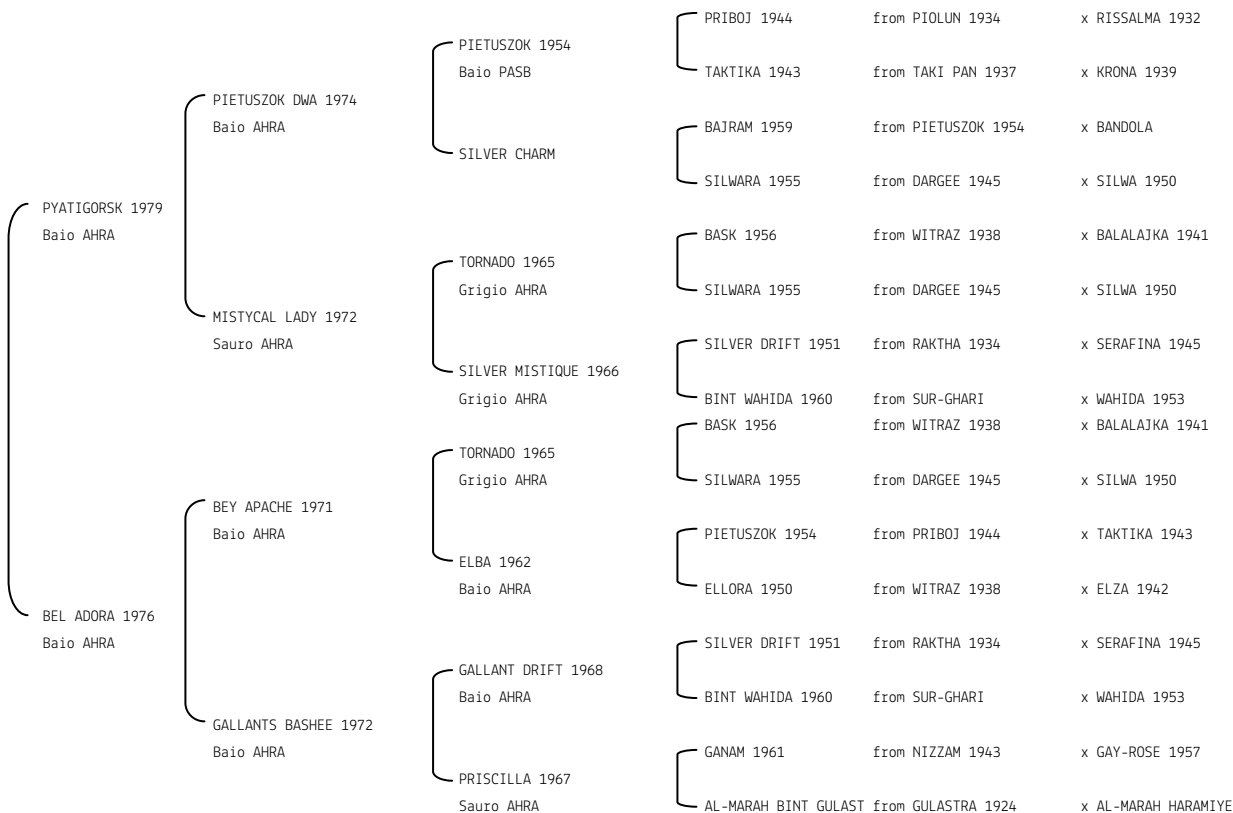 PRIBOJ 1944 from PIOLUN 1934 x RISSALMA 1932
PIETUSZOK 1954
Baio PASB
TAKTIKA 1943 from TAKI PAN 1937 x KRONA 1939
PIETUSZOK DWA 1974
Baio AHRA
BAJRAM 1959 from PIETUSZOK 1954 x BANDOLA
SILVER CHARM
SILWARA 1955 from DARGEE 1945 x SILWA 1950
PYATIGORSK 1979
Baio AHRA
BASK 1956 from WITRAZ 1938 x BALALAJKA 1941
TORNADO 1965
Grigio AHRA
SILWARA 1955 from DARGEE 1945 x SILWA 1950
MISTYCAL LADY 1972
Sauro AHRA
SILVER DRIFT 1951 from RAKTHA 1934 x SERAFINA 1945
SILVER MISTIQUE 1966
Grigio AHRA
BINT WAHIDA 1960 from SUR-GHARI x WAHIDA 1953
BASK 1956 from WITRAZ 1938 x BALALAJKA 1941
TORNADO 1965
Grigio AHRA
SILWARA 1955 from DARGEE 1945 x SILWA 1950
BEY APACHE 1971
Baio AHRA
PIETUSZOK 1954 from PRIBOJ 1944 x TAKTIKA 1943
ELBA 1962
Baio AHRA
ELLORA 1950 from WITRAZ 1938 x ELZA 1942
BEL ADORA 1976
Baio AHRA
SILVER DRIFT 1951 from RAKTHA 1934 x SERAFINA 1945
GALLANT DRIFT 1968
Baio AHRA
BINT WAHIDA 1960 from SUR-GHARI x WAHIDA 1953
GALLANTS BASHEE 1972
Baio AHRA
GANAM 1961 from NIZZAM 1943 x GAY-ROSE 1957
PRISCILLA 1967
Sauro AHRA
AL-MARAH BINT GULAST from GULASTRA 1924 x AL-MARAH HARAMIYE